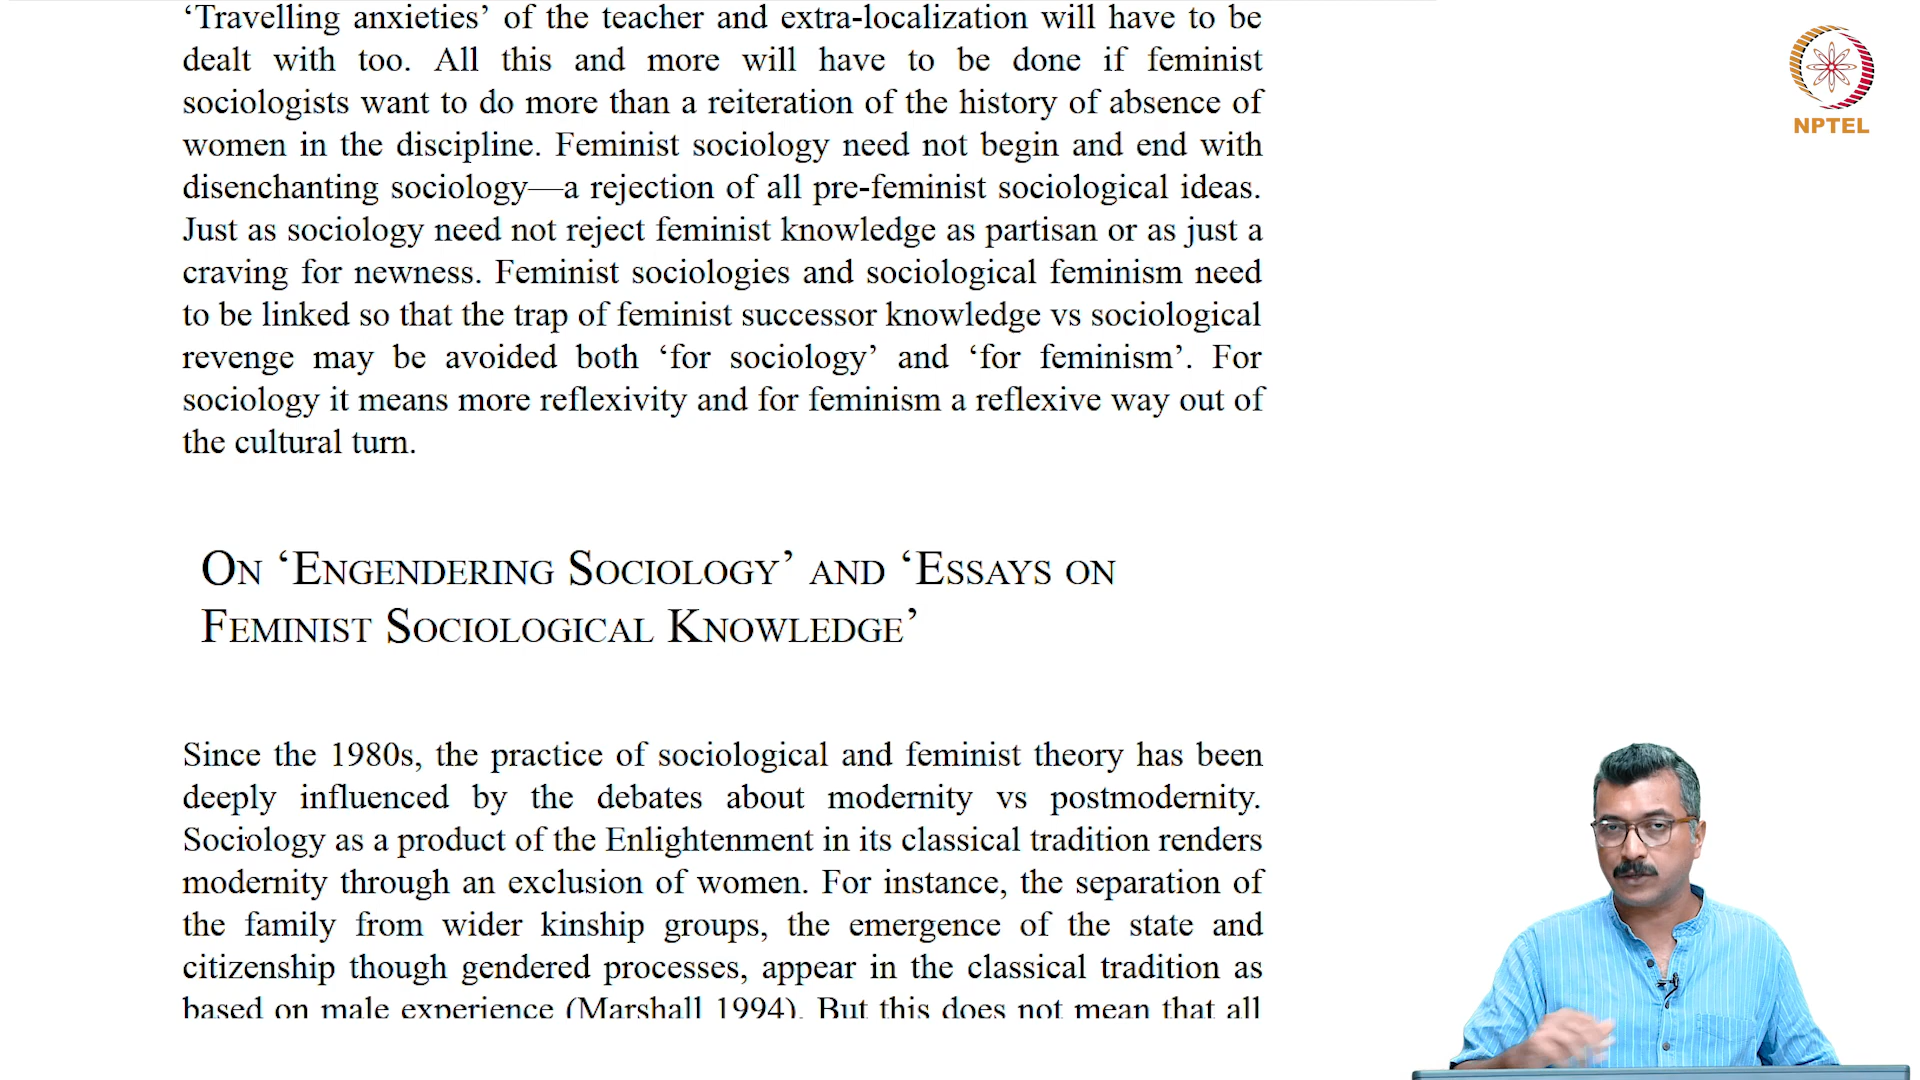 ‘Travelling anxieties’ of the teacher and extra-localization will have to be
dealt with too. All this and more will have to be done if feminist
sociologists want to do more than a reiteration of the history of absence of
women in the discipline. Feminist sociology need not begin and end with
disenchanting sociology—a rejection of all pre-feminist sociological ideas.
Just as sociology need not reject feminist knowledge as partisan or as just a
craving for newness. Feminist sociologies and sociological feminism need
to be linked so that the trap of feminist successor knowledge vs sociological
revenge may be avoided both ‘for sociology’ and ‘for feminism’. For
sociology it means more reflexivity and for feminism a reflexive way out of
the cultural turn.
ON ‘ENGENDERING SOCIOLOGY’ AND ‘ESSAYS ON
FEMINIST SOCIOLOGICAL KNOWLEDGE’
Since the 1980s, the practice of sociological and feminist theory has been
deeply influenced by the debates about modernity vs postmodernity.
Sociology as a product of the Enlightenment in its classical tradition renders
modernity through an exclusion of women. For instance, the separation of
the family from wider kinship groups, the emergence of the state and
citizenship though gendered processes, appear in the classical tradition as
based on male experience (Marshall 1994). But this does not mean that all
NPTEL